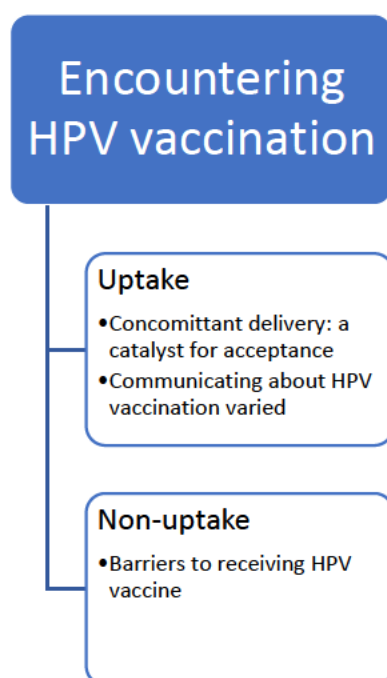 Encountering
HPV vaccination
Uptake
•Concomittant delivery: a
catalyst for acceptance
•Communicating about HPV
vaccination varied
Non-uptake
•Barriers to receiving HPV
vaccine